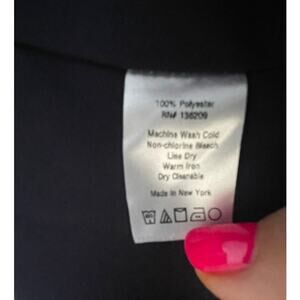 100% Polyester
RN# 136209
Machine Wash Cold
Non-chlorine Bleach
Line Dry
Warm Iron
Dry Cleanable
Made in New York